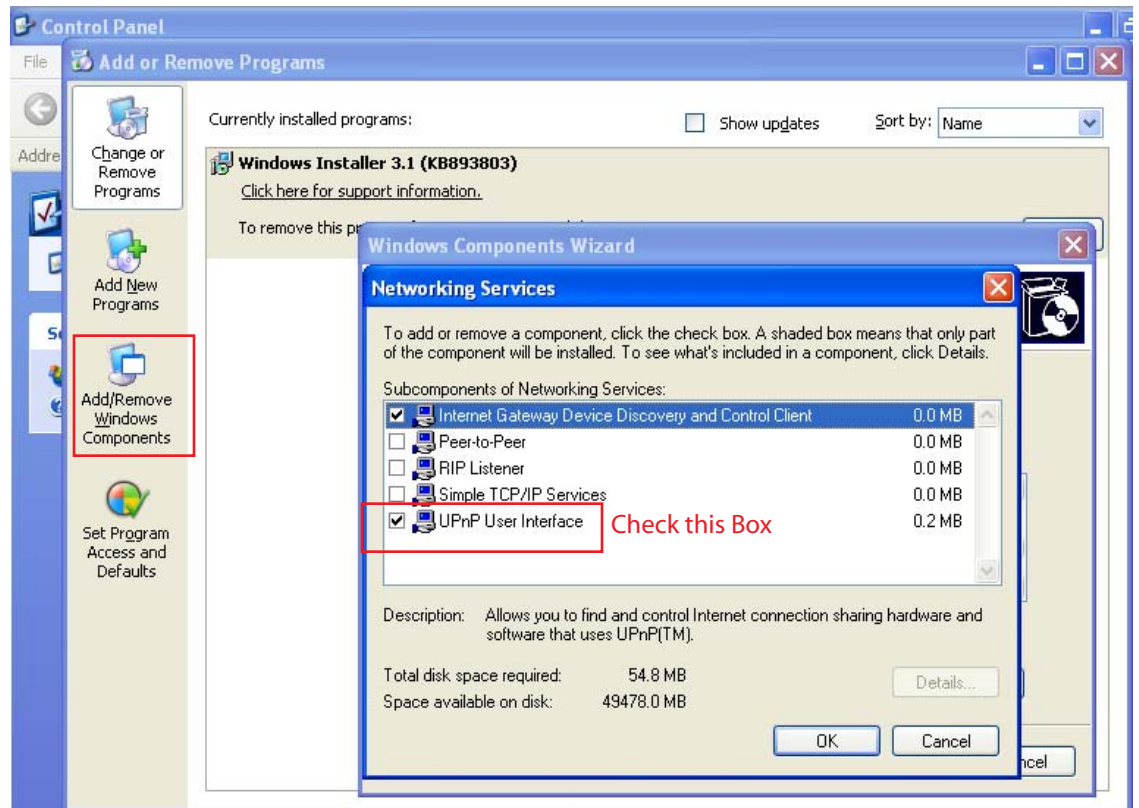 Control Panel
File
Add or Remove Programs
Addre
Change or
Remove
Programs
Add New
Programs
Add/Remove
Windows
Components
Set Program
Access and
Defaults
Currently installed programs:
Show updates
Sort by: Name
Windows Installer 3.1 (KB893803)
Click here for support information.
To remove this pr
Windows Components Wizard
Networking Services
To add or remove a component, click the check box. A shaded box means that only part
of the component will be installed. To see what's included in a component, click Details.
Subcomponents of Networking Services:
Internet Gateway Device Discovery and Control Client 0.0 MB
Peer-to-Peer 0.0 MB
RIP Listener 0.0 MB
Simple TCP/IP Services 0.0 MB
UPnP User Interface Check this Box 0.2 MB
Description: Allows you to find and control Internet connection sharing hardware and
software that uses UPnP(TM).
Total disk space required: 54.8 MB
Space available on disk: 49478.0 MB
Details...
OK Cancel
ncel